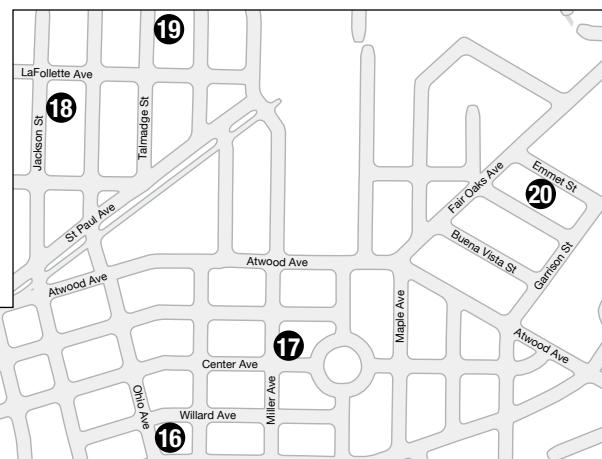 19
LaFollette Ave
18
Jackson St
Talmadge St
St Paul Ave
Fair Oaks Ave
Emmet St
20
Buena Vista St
Garrison St
Atwood Ave
Atwood Ave
Maple Ave
Atwood Ave
17
Center Ave
Miller Ave
Ohio Ave
Willard Ave
16